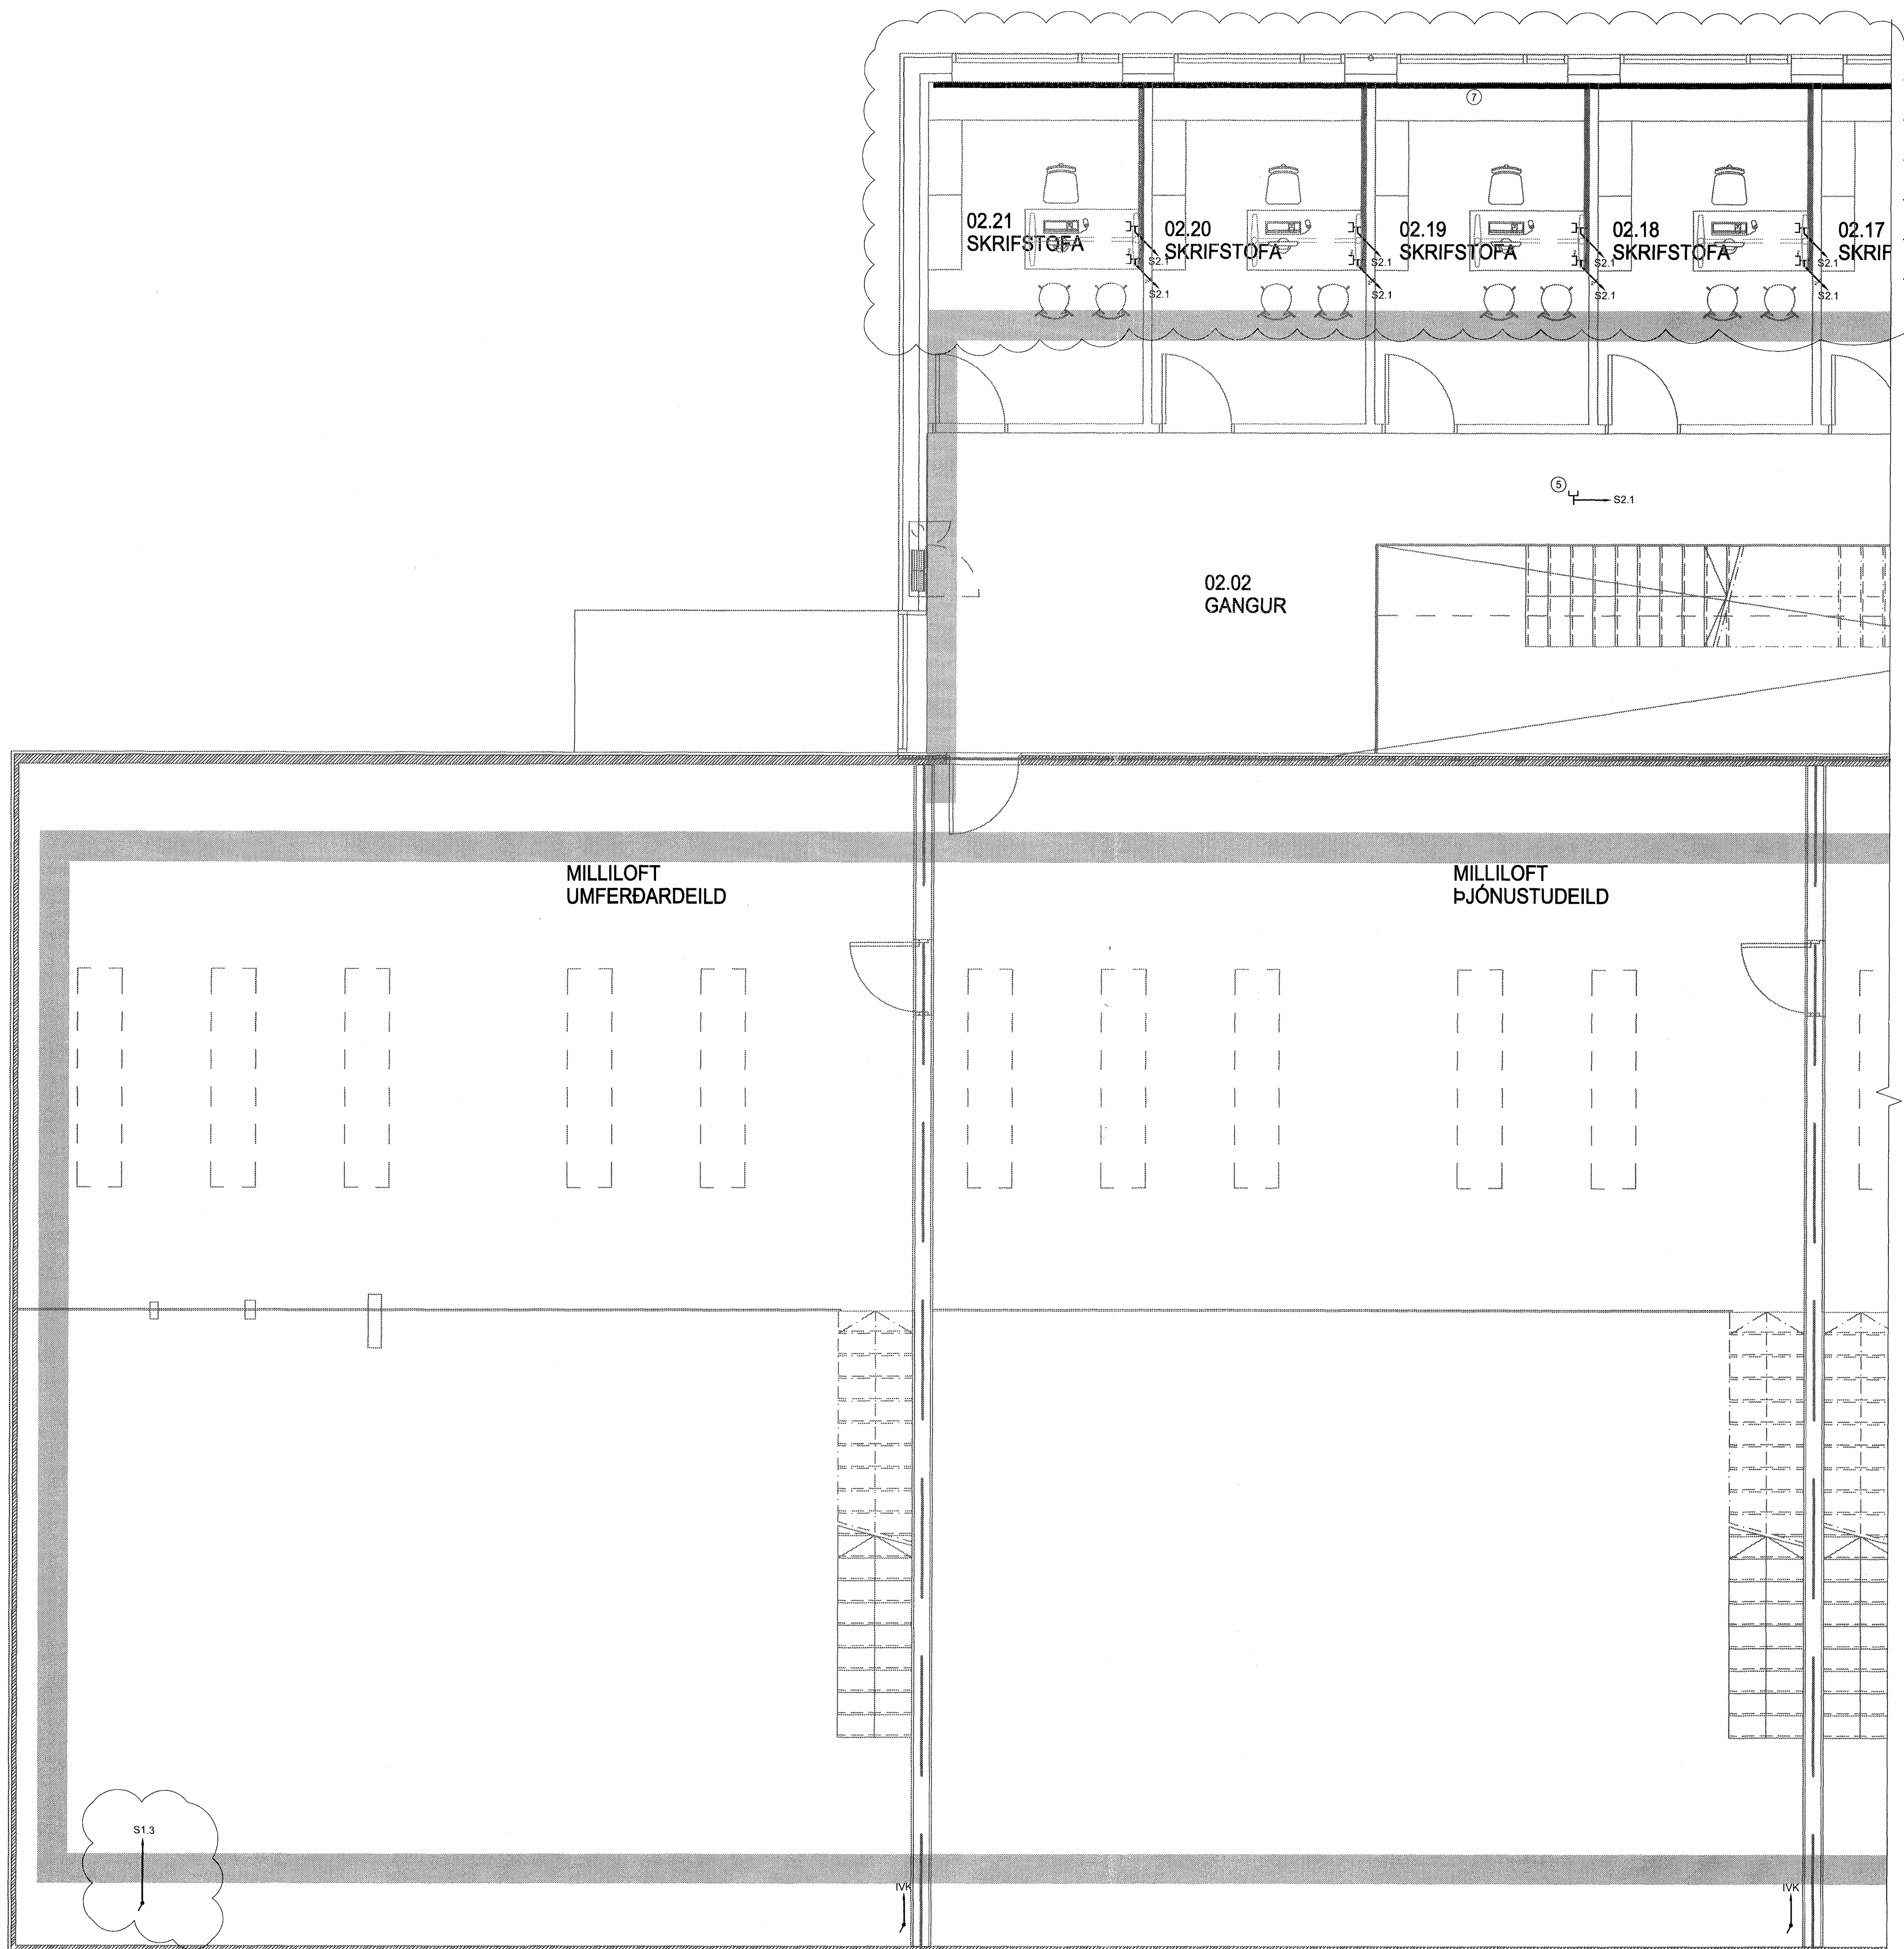 7
02.21
SKRIFSTOFA
02.20
SKRIFSTOFA
02.19
SKRIFSTOFA
02.18
SKRIFSTOFA
02.17
SKRIF
S2.1
S2.1
S2.1
S2.1
S2.1
S2.1
S2.1
S2.1
5
S2.1
02.02
GANGUR
MILLILOFT
UMFERÐARDEILD
MILLILOFT
ÞJÓNUSTUDEILD
S1.3
IVK
IVK